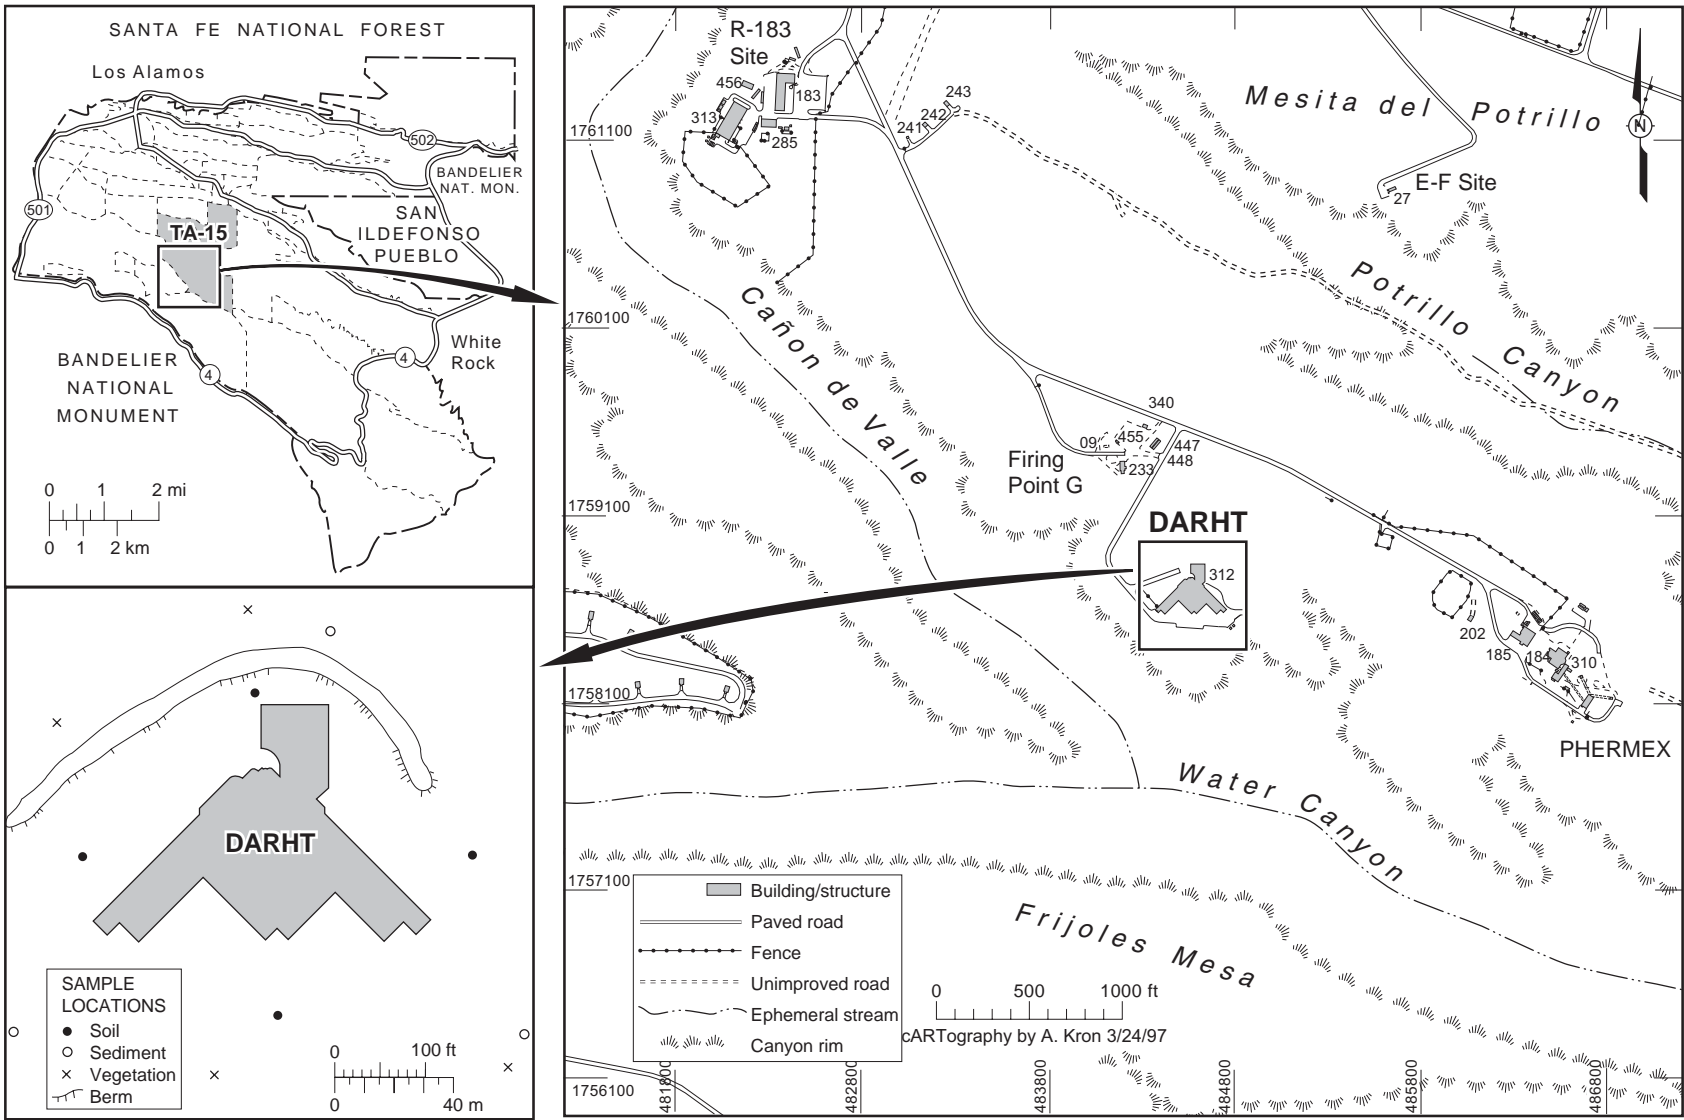 SANTA FE NATIONAL FOREST
Los Alamos
502
BANDELIER
NAT. MON.
501
SAN
ILDEFONSO
PUEBLO
TA-15
White
Rock
4
BANDELIER
NATIONAL
MONUMENT
4
0 1 2 mi
0 1 2 km
DARHT
SAMPLE
LOCATIONS
Soil
Sediment
Vegetation
Berm
0 100 ft
0 40 m
R-183
Site
456
183
313
285
243
242
241
Mesita del Potrillo
N
E-F Site
27
1761100
Potrillo Canyon
1760100
Cañon de Valle
340
09
455
447
448
233
Firing
Point G
1759100
DARHT
312
202
185
184
310
1758100
PHERMEX
Water Canyon
1757100
Building/structure
Paved road
Fence
Unimproved road
Ephemeral stream
Canyon rim
Frijoles Mesa
0 500 1000 ft
cARTography by A. Kron 3/24/97
1756100
481800
482800
483800
484800
485800
486800